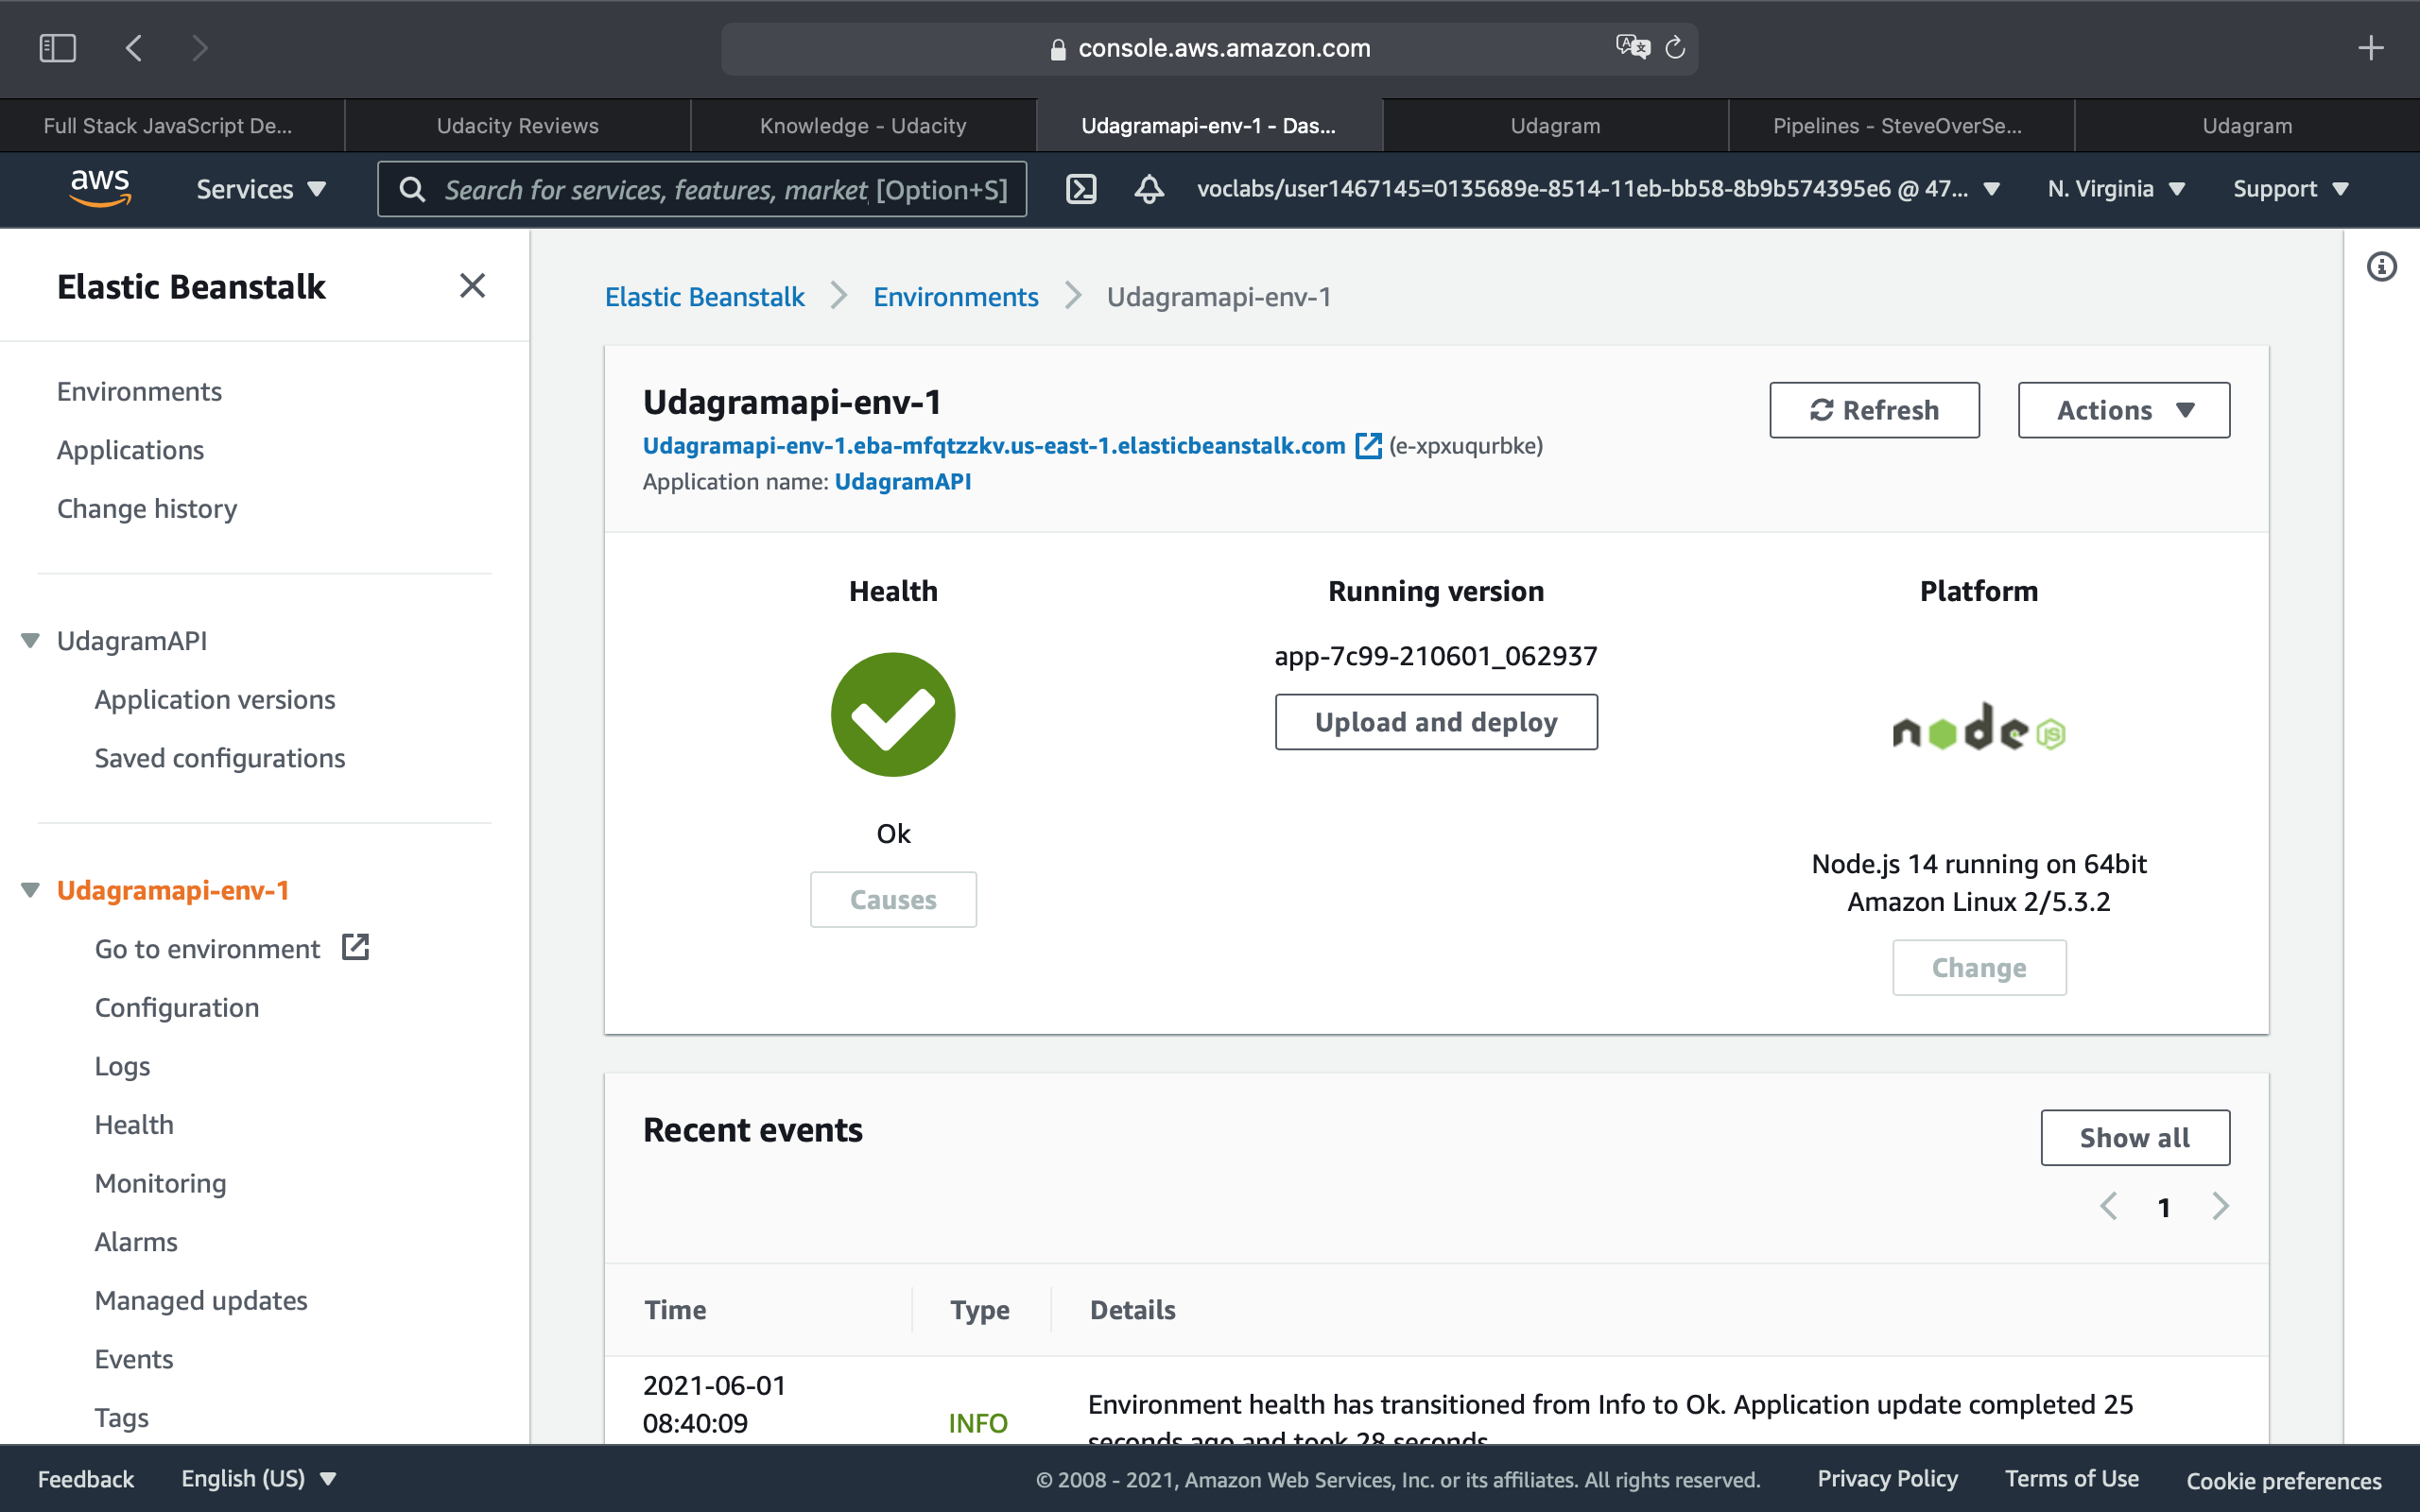 console.aws.amazon.com
Full Stack JavaScript De...
Udacity Reviews
Knowledge - Udacity
Udagramapi-env-1 - Das...
Udagram
Pipelines - SteveOverSe...
Udagram
aws
Services
Search for services, features, market [Option+S]
voclabs/user1467145=0135689e-8514-11eb-bb58-8b9b574395e6 @ 47...
N. Virginia
Support
Elastic Beanstalk
Environments
Applications
Change history
UdagramAPI
Application versions
Saved configurations
Udagramapi-env-1
Go to environment
Configuration
Logs
Health
Monitoring
Alarms
Managed updates
Events
Tags
Elastic Beanstalk > Environments > Udagramapi-env-1
Udagramapi-env-1
Udagramapi-env-1.eba-mfqtzzkv.us-east-1.elasticbeanstalk.com (e-xpxuqurbke)
Application name: UdagramAPI
Refresh
Actions
Health
Ok
Causes
Running version
app-7c99-210601_062937
Upload and deploy
Platform
node JS
Node.js 14 running on 64bit
Amazon Linux 2/5.3.2
Change
Recent events
Show all
1
Time
Type
Details
2021-06-01
08:40:09
INFO
Environment health has transitioned from Info to Ok. Application update completed 25
seconds ago and took 28 seconds.
Feedback
English (US)
© 2008 - 2021, Amazon Web Services, Inc. or its affiliates. All rights reserved.
Privacy Policy
Terms of Use
Cookie preferences